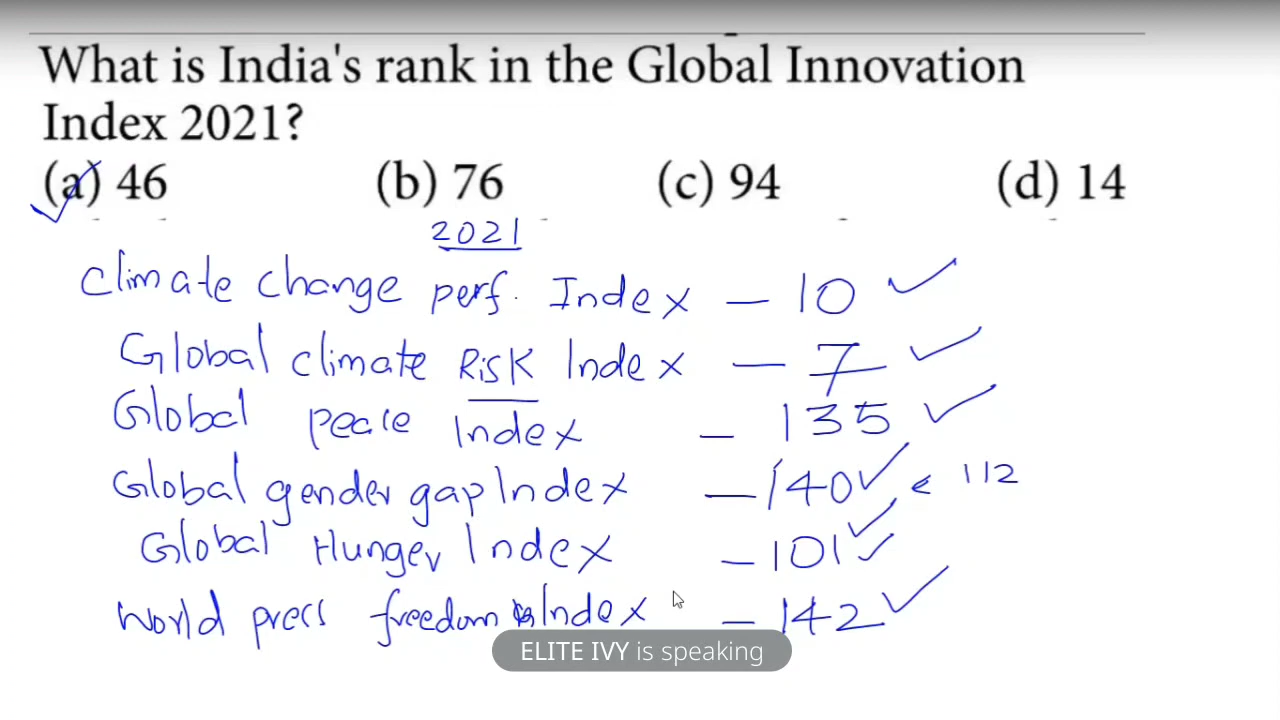 What is India's rank in the Global Innovation
Index 2021?
(a) 46 (b) 76 (c) 94 (d) 14
2021
Climate change perf. Index – 10
Global climate Risk Index – 7
Global peace Index – 135
Global gender gap Index – 140 < 112
Global Hunger Index – 101
World press freedom Index – 142
ELITE IVY is speaking